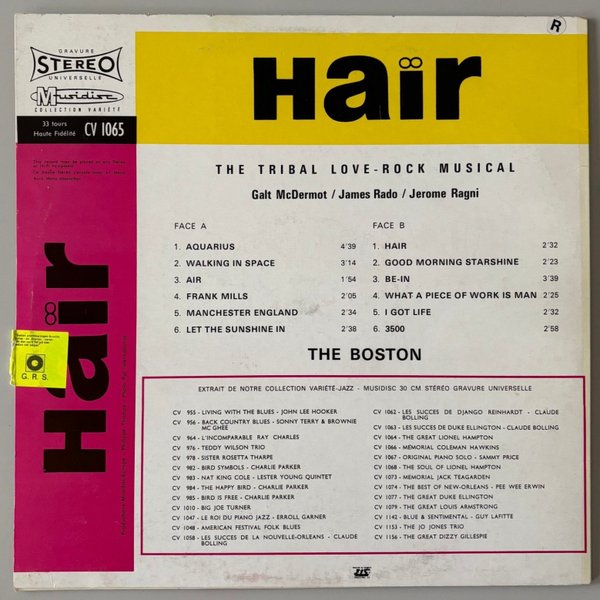 R
GRAVURE
STEREO
UNIVERSELLE
Musidisc
COLLECTION VARIÉTÉ
33 tours
Haute Fidélité CV 1065
Haïr
THE TRIBAL LOVE-ROCK MUSICAL
Galt McDermot / James Rado / Jerome Ragni
FACE A
1. AQUARIUS 4'39
2. WALKING IN SPACE 3'14
3. AIR 1'54
4. FRANK MILLS 2'05
5. MANCHESTER ENGLAND 2'34
6. LET THE SUNSHINE IN 2'38
FACE B
1. HAIR 2'32
2. GOOD MORNING STARSHINE 2'23
3. BE-IN 3'39
4. WHAT A PIECE OF WORK IS MAN 2'25
5. I GOT LIFE 2'32
6. 3500 2'58
THE BOSTON
Haïr
G. R. S.
EXTRAIT DE NOTRE COLLECTION VARIÉTÉ-JAZZ - MUSIDISC 30 CM STÉRÉO GRAVURE UNIVERSELLE
CV 955 - LIVING WITH THE BLUES - JOHN LEE HOOKER
CV 956 - BACK COUNTRY BLUES - SONNY TERRY & BROWNIE
MC GHEE
CV 964 - L'INCOMPARABLE RAY CHARLES
CV 976 - TEDDY WILSON TRIO
CV 978 - SISTER ROSETTA THARPE
CV 982 - BIRD SYMBOLS - CHARLIE PARKER
CV 983 - NAT KING COLE - LESTER YOUNG QUINTET
CV 984 - THE HAPPY BIRD - CHARLIE PARKER
CV 985 - BIRD IS FREE - CHARLIE PARKER
CV 1010 - BIG JOE TURNER
CV 1047 - LE ROI DU PIANO JAZZ - ERROLL GARNER
CV 1048 - AMERICAN FESTIVAL FOLK BLUES
CV 1058 - LES SUCCES DE LA NOUVELLE-ORLEANS - CLAUDE
BOLLING
CV 1062 - LES SUCCES DE DJANGO REINHARDT - CLAUDE
BOLLING
CV 1063 - LES SUCCES DE DUKE ELLINGTON - CLAUDE BOLLING
CV 1064 - THE GREAT LIONEL HAMPTON
CV 1066 - MEMORIAL COLEMAN HAWKINS
CV 1067 - ORIGINAL PIANO SOLO - SAMMY PRICE
CV 1068 - THE SOUL OF LIONEL HAMPTON
CV 1073 - MEMORIAL JACK TEAGARDEN
CV 1074 - THE BEST OF NEW-ORLEANS - PEE WEE ERWIN
CV 1077 - THE GREAT DUKE ELLINGTON
CV 1079 - THE GREAT LOUIS ARMSTRONG
CV 1142 - BLUE & SENTIMENTAL - GUY LAFITTE
CV 1153 - THE JO JONES TRIO
CV 1156 - THE GREAT DIZZY GILLESPIE